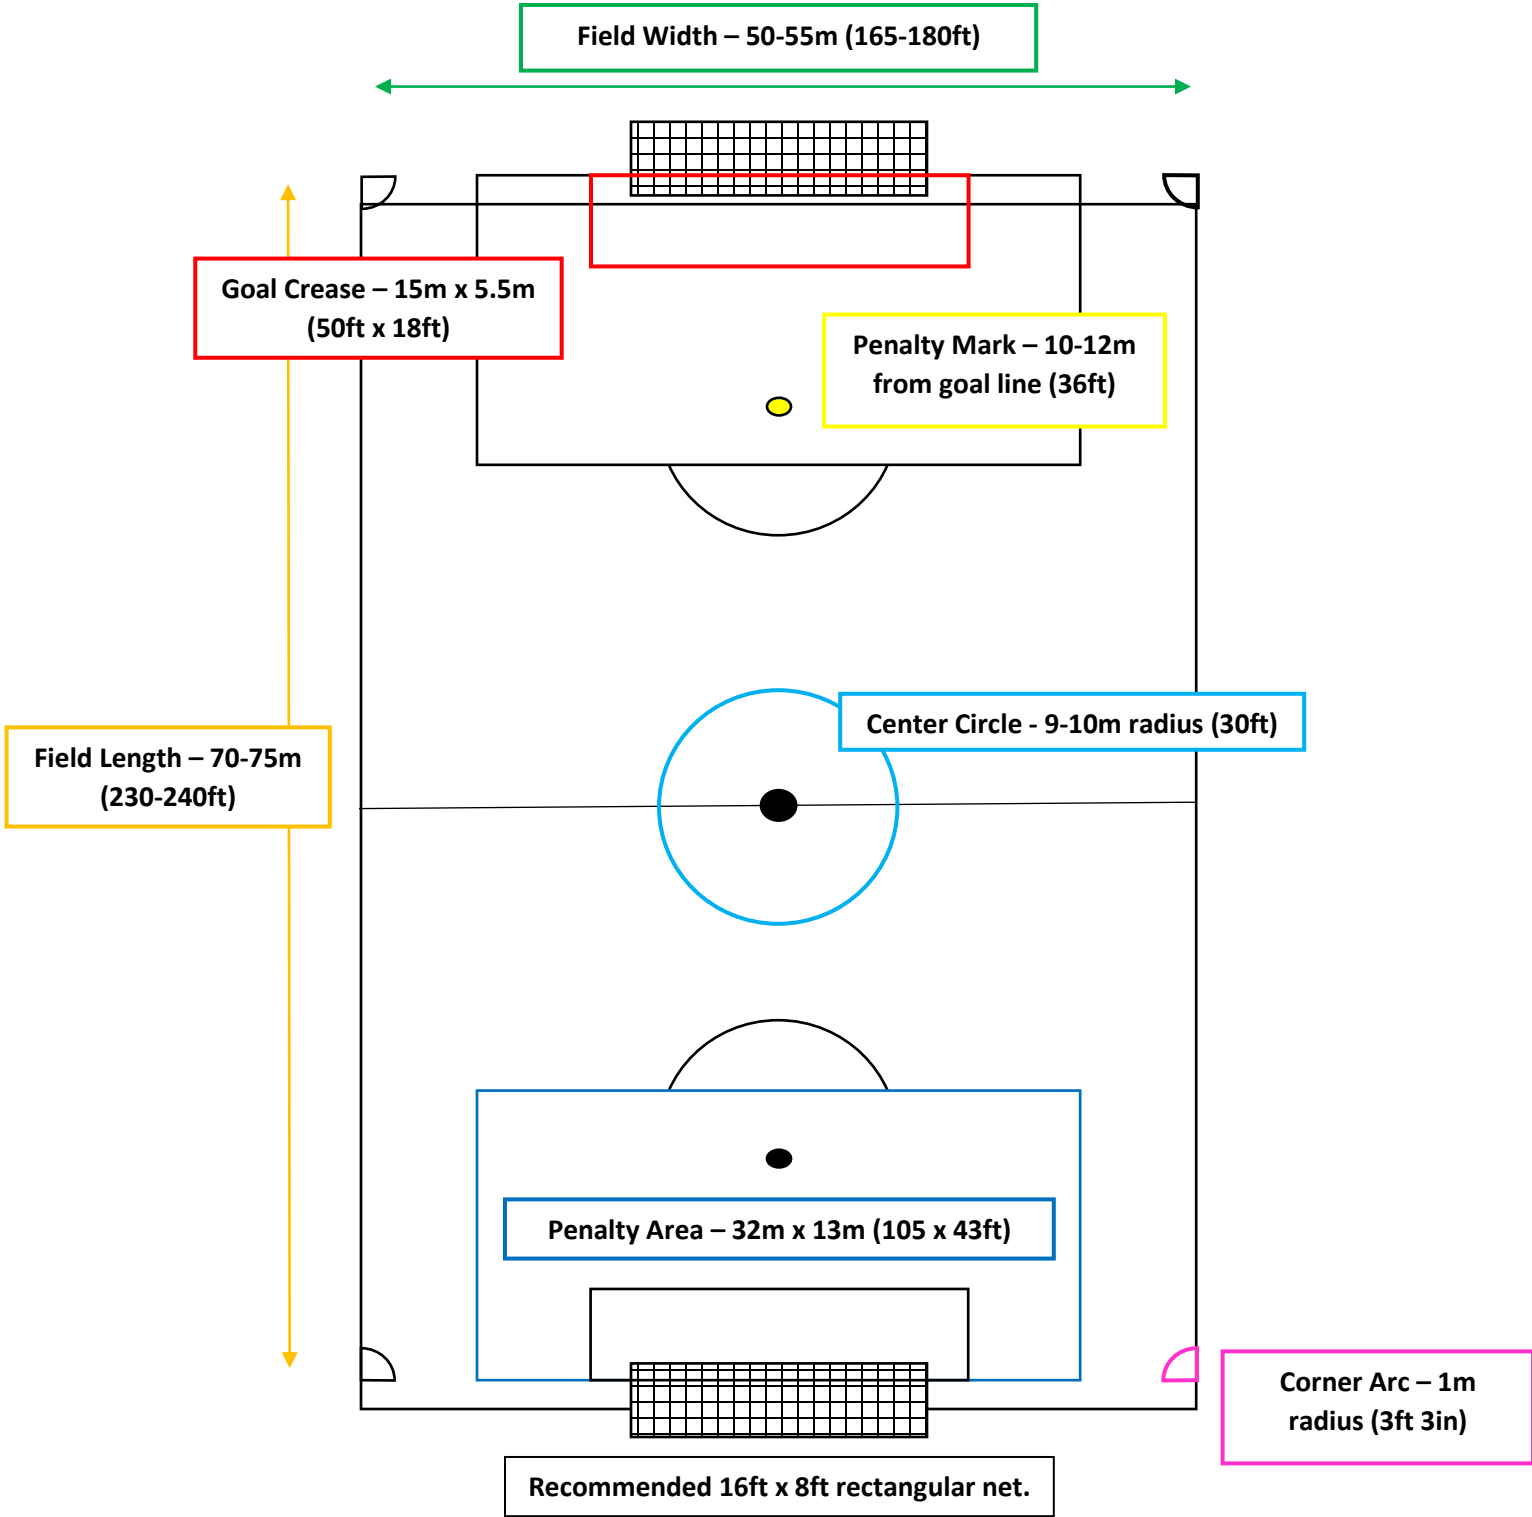 Field Width – 50-55m (165-180ft)
Goal Crease – 15m x 5.5m
(50ft x 18ft)
Penalty Mark – 10-12m
from goal line (36ft)
Center Circle - 9-10m radius (30ft)
Field Length – 70-75m
(230-240ft)
Penalty Area – 32m x 13m (105 x 43ft)
Corner Arc – 1m
radius (3ft 3in)
Recommended 16ft x 8ft rectangular net.